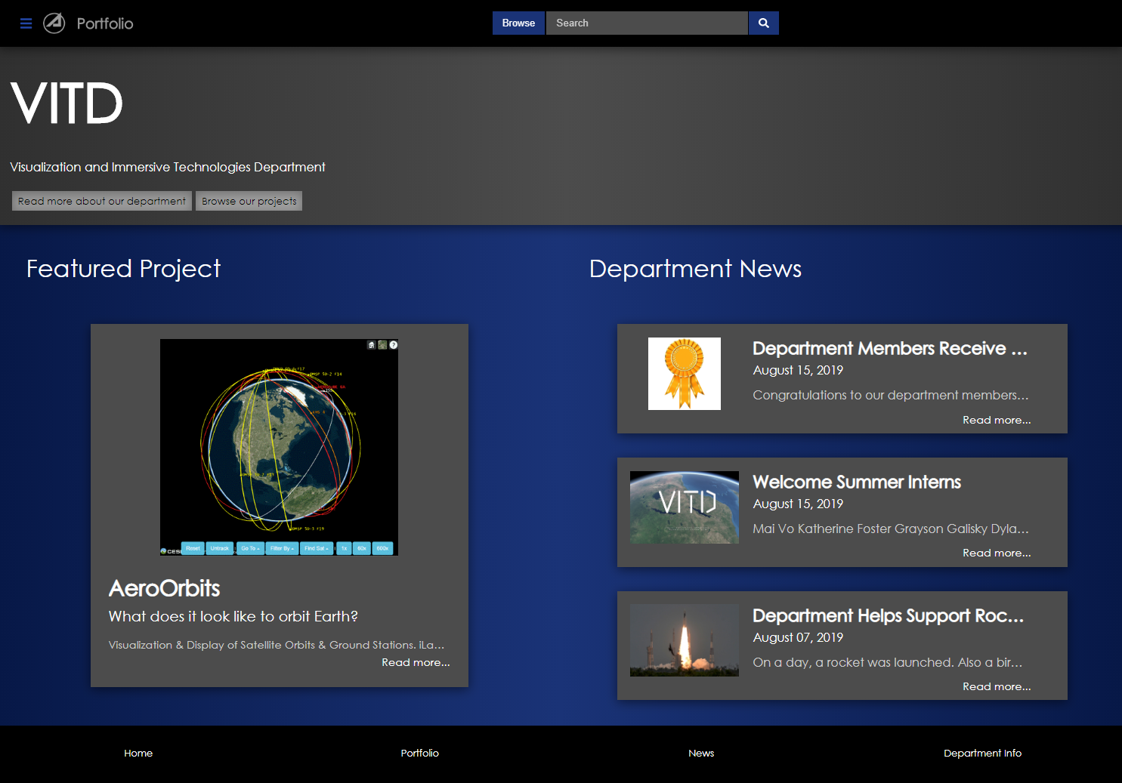 Portfolio
Browse
Search
VITD
Visualization and Immersive Technologies Department
Read more about our department
Browse our projects
Featured Project
Department News
?
Reset
Untrack
Go To
Filter By
Find Sat
1x
60x
600x
AeroOrbits
What does it look like to orbit Earth?
Visualization & Display of Satellite Orbits & Ground Stations. iLa...
Read more...
Department Members Receive ...
August 15, 2019
Congratulations to our department members...
Read more...
VITD
Welcome Summer Interns
August 15, 2019
Mai Vo Katherine Foster Grayson Galisky Dyla...
Read more...
Department Helps Support Roc...
August 07, 2019
On a day, a rocket was launched. Also a bir...
Read more...
Home
Portfolio
News
Department Info